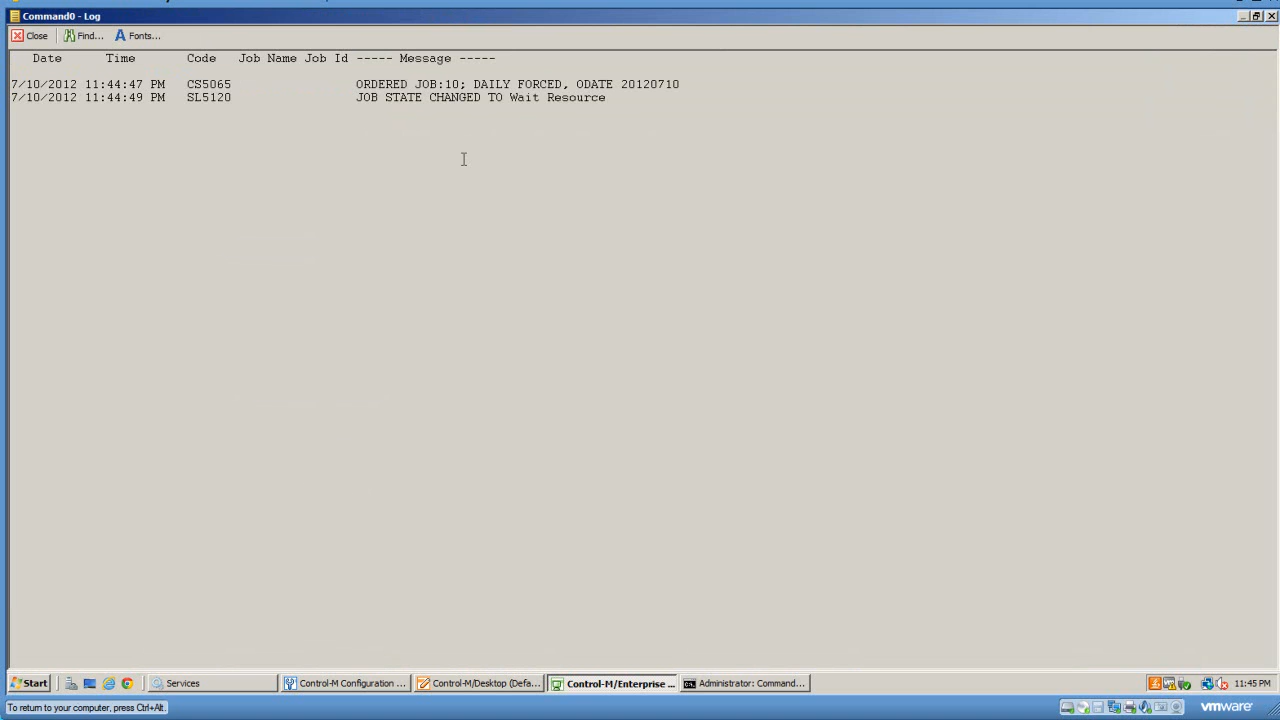 Command0 - Log
Close Find... Fonts...
Date Time Code Job Name Job Id ----- Message -----
7/10/2012 11:44:47 PM CS5065 ORDERED JOB:10; DAILY FORCED, ODATE 20120710
7/10/2012 11:44:49 PM SL5120 JOB STATE CHANGED TO Wait Resource
Start Services Control-M Configuration ... Control-M/Desktop (Defa... Control-M/Enterprise ... Administrator: Command... 11:45 PM
To return to your computer, press Ctrl+Alt. vmware